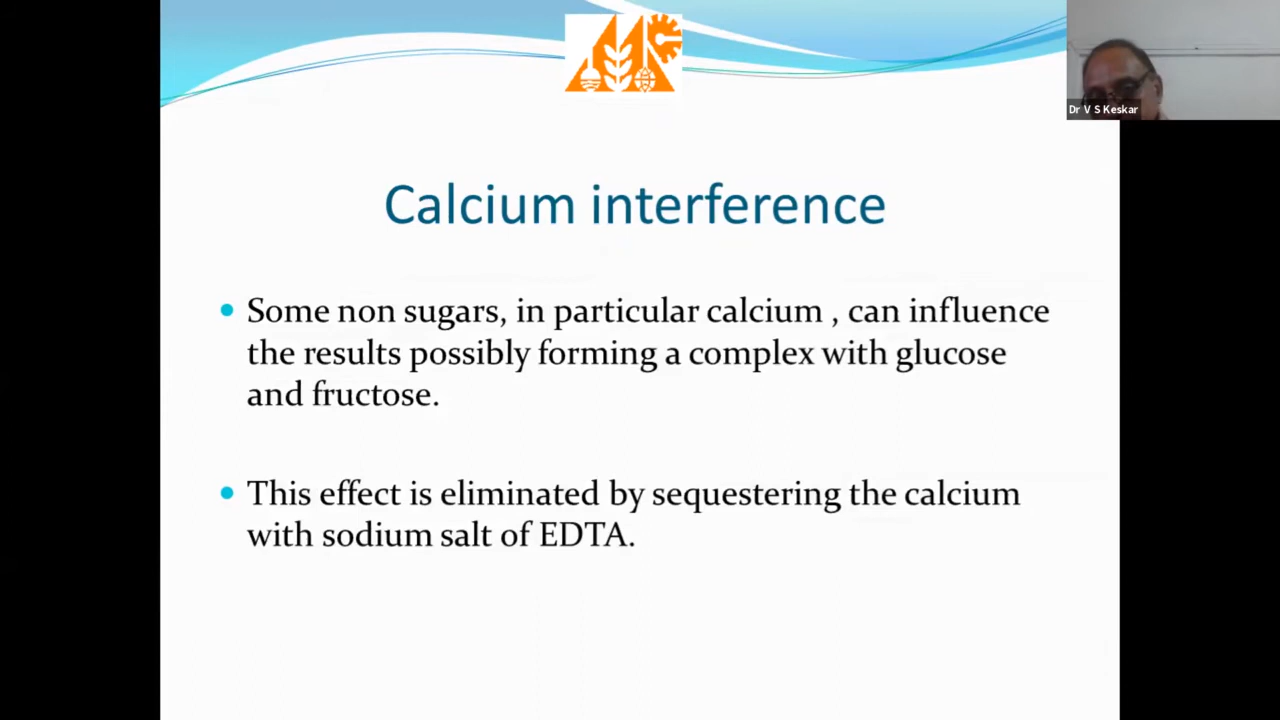 Dr V S Keskar
Calcium interference
Some non sugars, in particular calcium , can influence
the results possibly forming a complex with glucose
and fructose.
This effect is eliminated by sequestering the calcium
with sodium salt of EDTA.